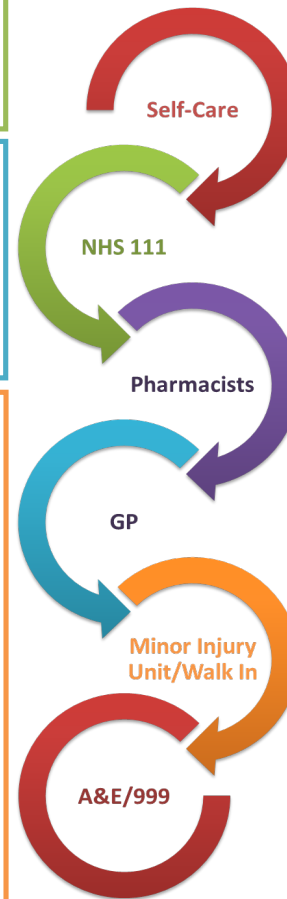 Self-Care
NHS 111
Pharmacists
GP
Minor Injury
Unit/Walk In
A&E/999